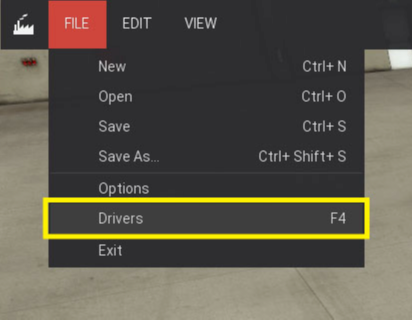 FILE EDIT VIEW
New Ctrl+ N
Open Ctrl+ O
Save Ctrl+ S
Save As... Ctrl+ Shift+ S
Options
Drivers F4
Exit